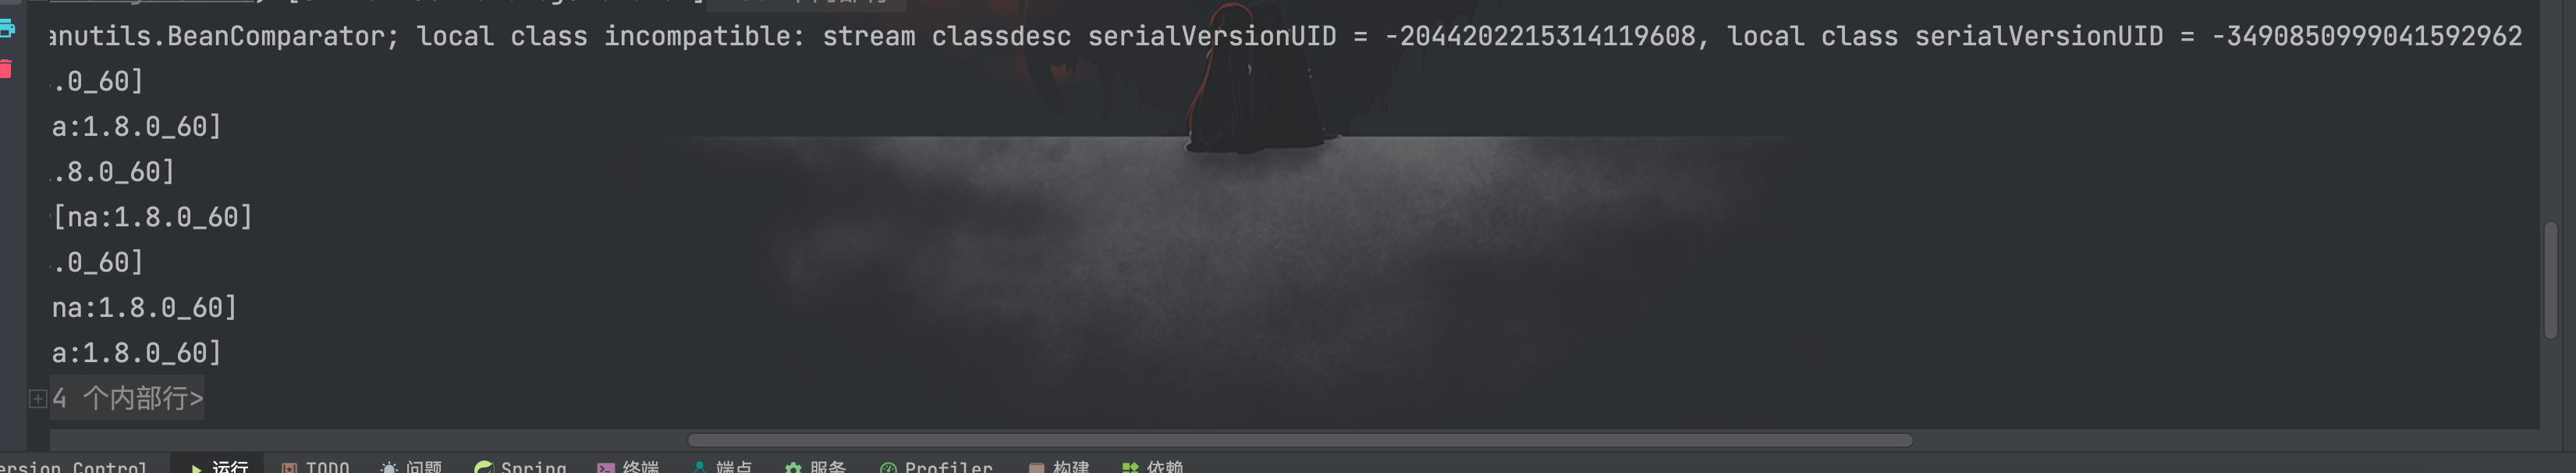 anutils.BeanComparator; local class incompatible: stream classdesc serialVersionUID = -2044202215314119608, local class serialVersionUID = -3490850999041592962
.0_60]
a:1.8.0_60]
.8.0_60]
[na:1.8.0_60]
.0_60]
na:1.8.0_60]
a:1.8.0_60]
4 个内部行>
ersion Control 运行 TODO 问题 Spring 终端 端点 服务 Profiler 构建 依赖